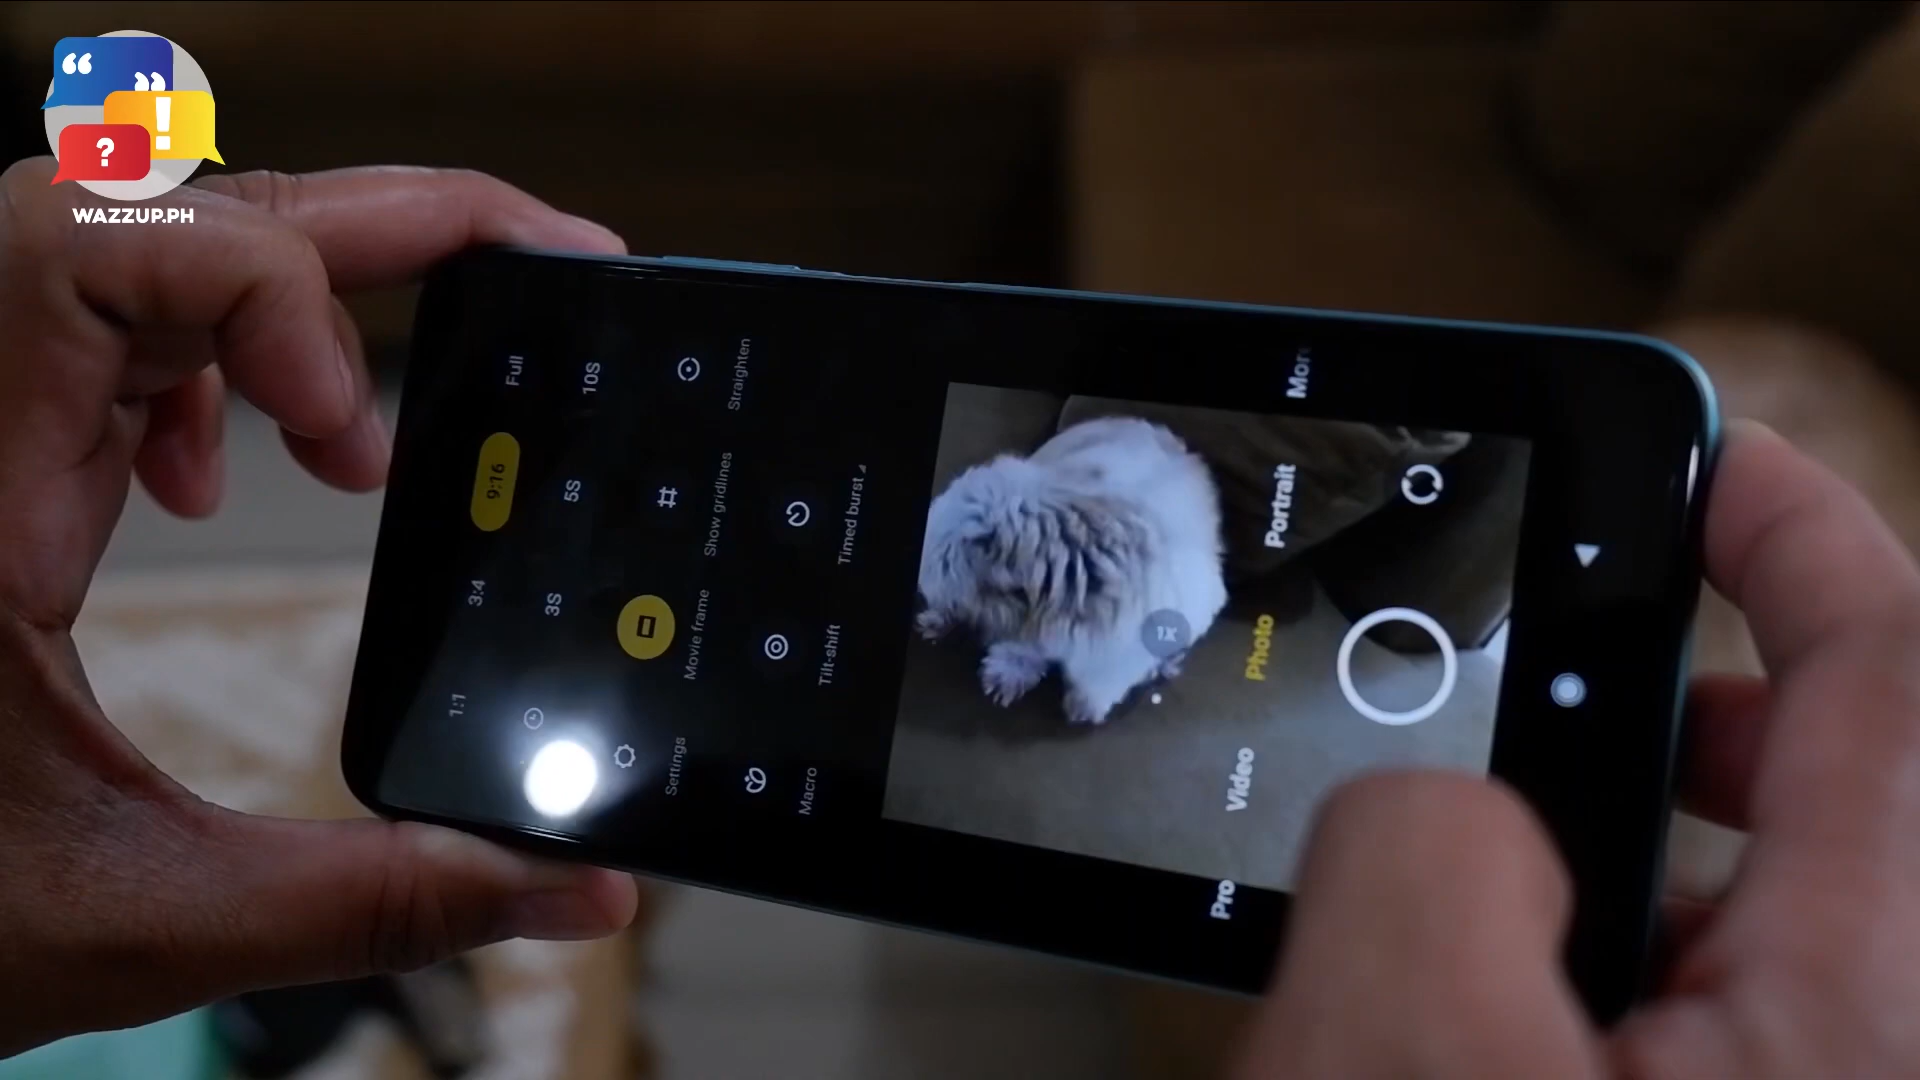 “
”
!
?
WAZZUP.PH
1:1
3:4
9:16
Full
3S
5S
10S
Settings
Movie frame
Show gridlines
Straighten
Macro
Tilt-shift
Timed burst
1X
Pro
Video
Photo
Portrait
More